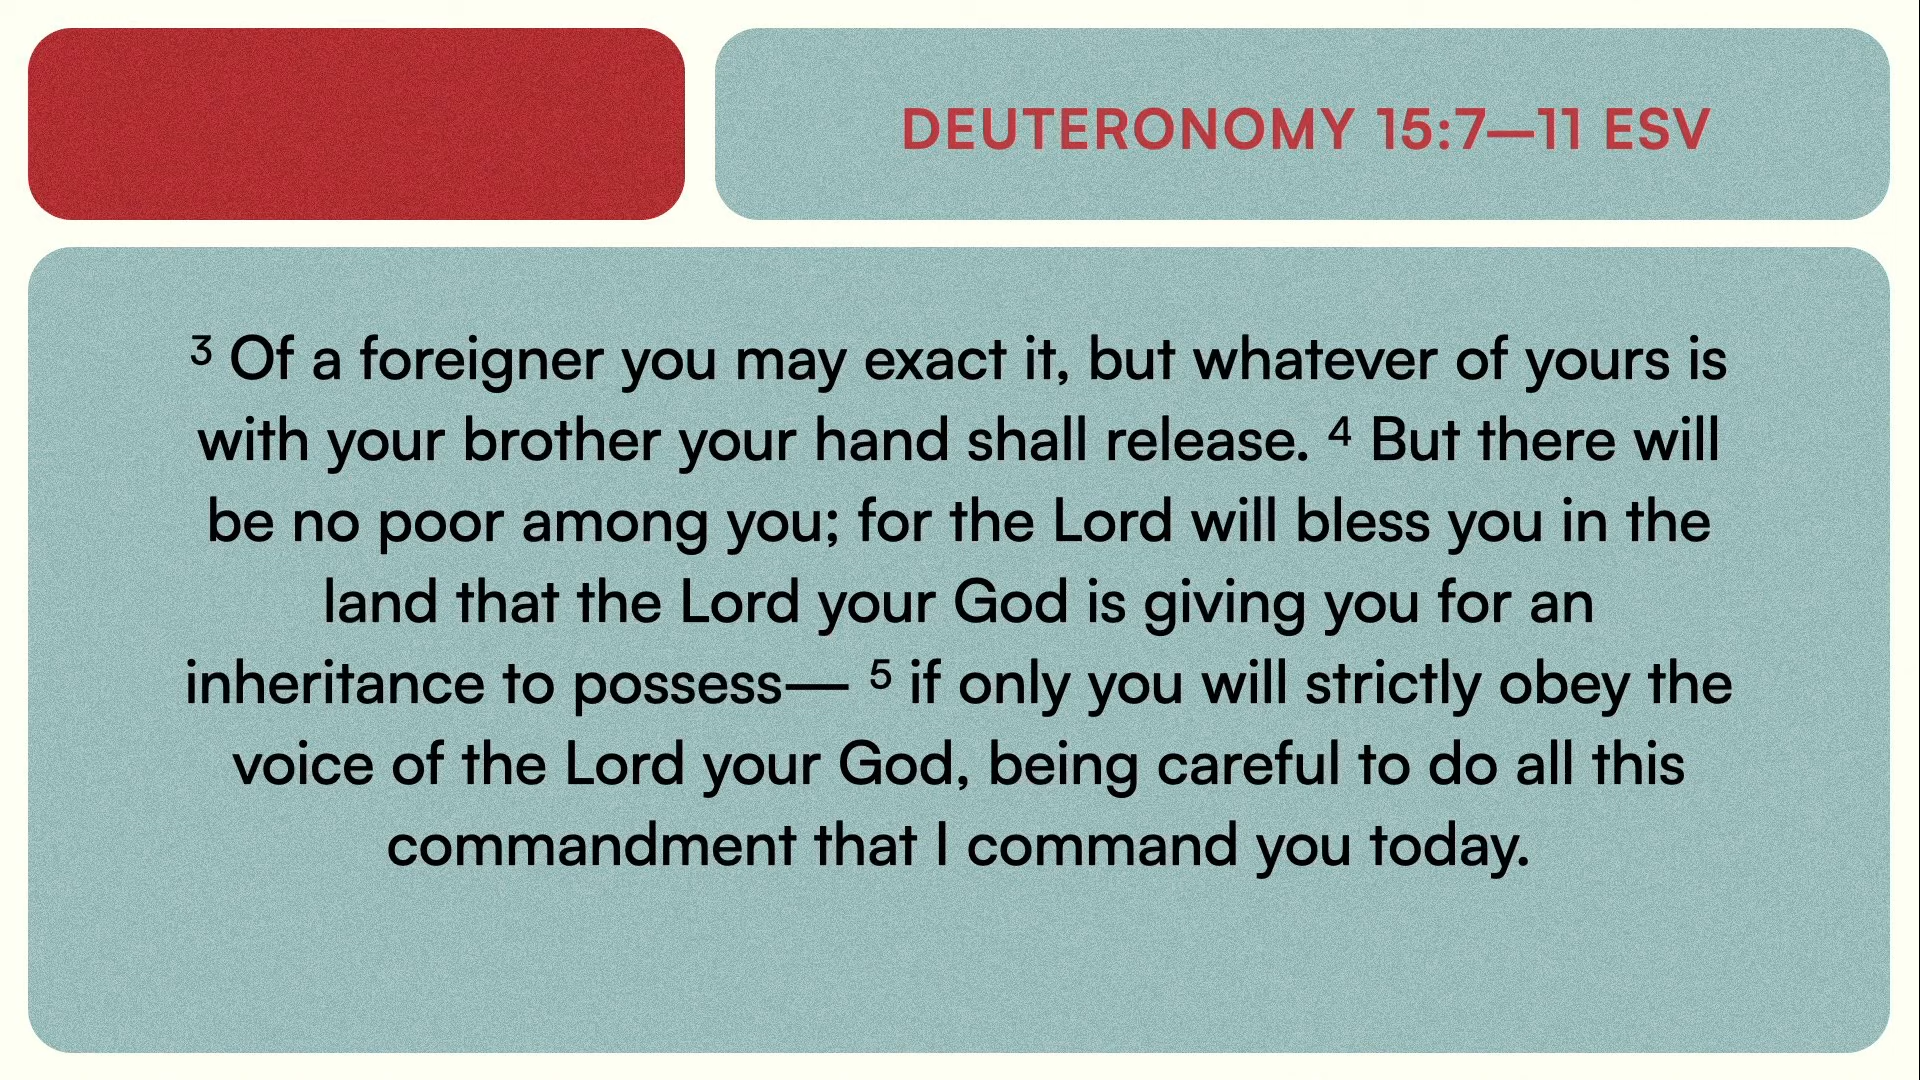 DEUTERONOMY 15:7—11 ESV
³ Of a foreigner you may exact it, but whatever of yours is
with your brother your hand shall release. ⁴ But there will
be no poor among you; for the Lord will bless you in the
land that the Lord your God is giving you for an
inheritance to possess— ⁵ if only you will strictly obey the
voice of the Lord your God, being careful to do all this
commandment that I command you today.